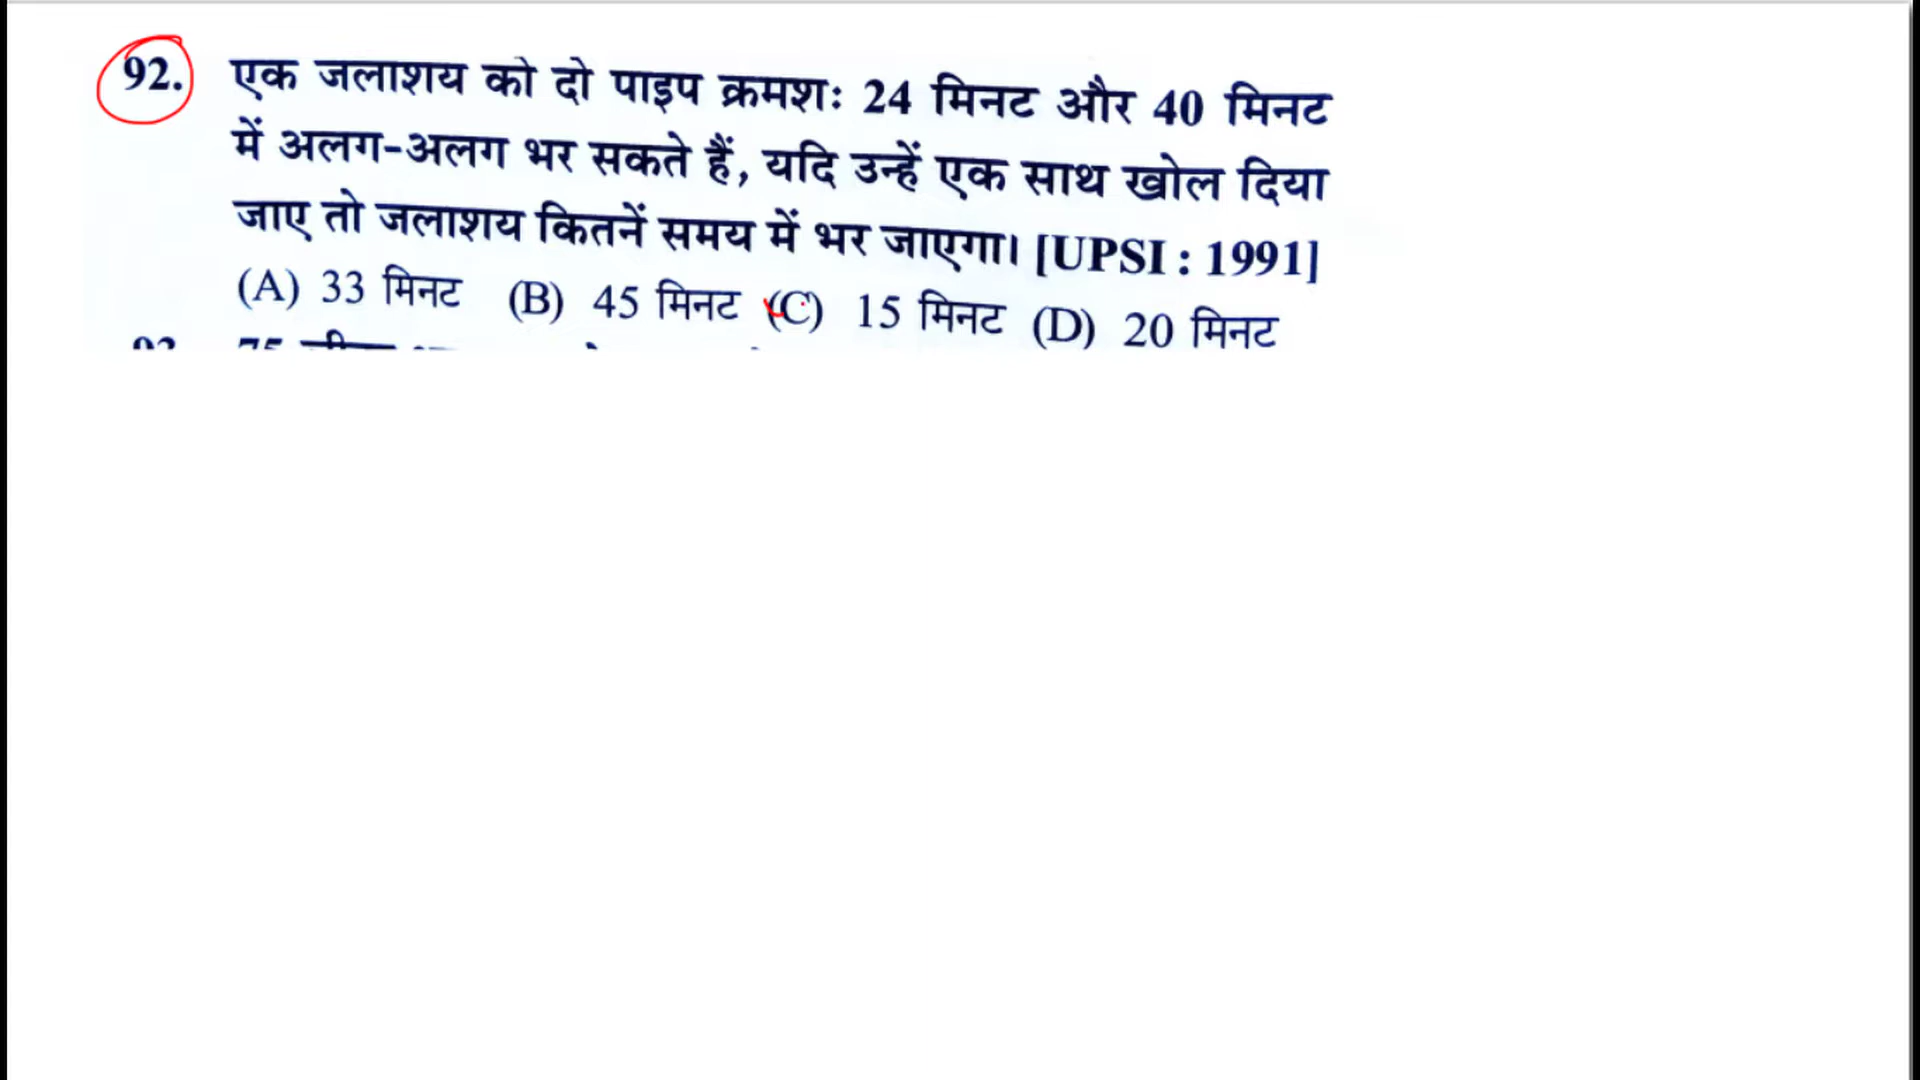 92. एक जलाशय को दो पाइप क्रमशः 24 मिनट और 40 मिनट
में अलग-अलग भर सकते हैं, यदि उन्हें एक साथ खोल दिया
जाए तो जलाशय कितनें समय में भर जाएगा। [UPSI : 1991]
(A) 33 मिनट (B) 45 मिनट (C) 15 मिनट (D) 20 मिनट